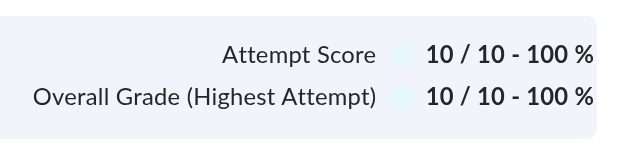 Attempt Score 10 / 10 - 100 %
Overall Grade (Highest Attempt) 10 / 10 - 100 %